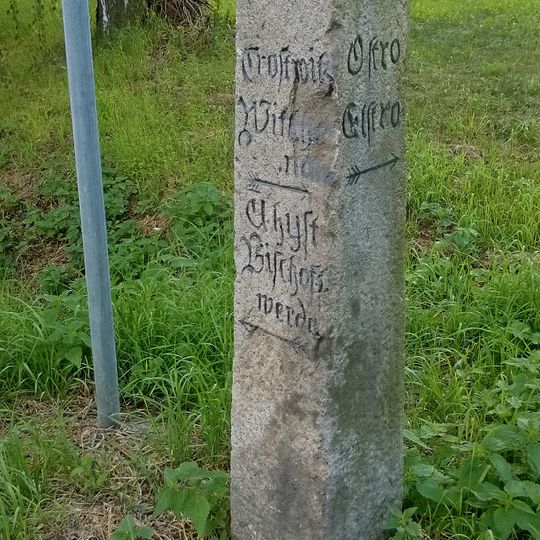 Crostwitz
Uhyst
Bischofs
werda
Ostro
Elstra